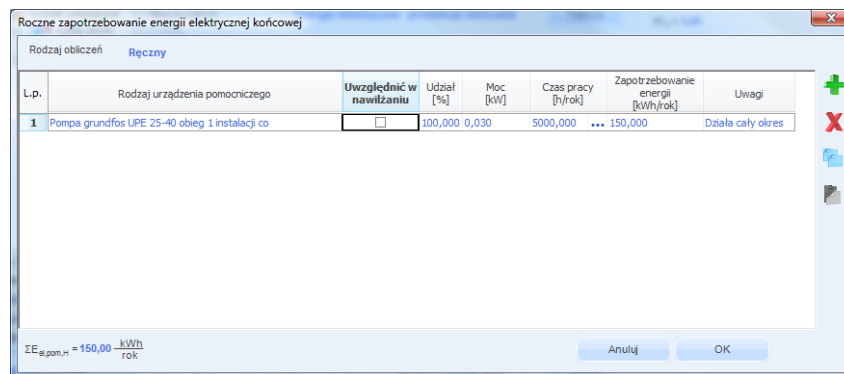 Roczne zapotrzebowanie energii elektrycznej końcowej
Rodzaj obliczeń Ręczny
L.p. Rodzaj urządzenia pomocniczego Uwzględnić w nawilżaniu Udział [%] Moc [kW] Czas pracy [h/rok] Zapotrzebowanie energii [kWh/rok] Uwagi
1 Pompa grundfos UPE 25-40 obieg 1 instalacji co 100,000 0,030 5000,000 ... 150,000 Działa cały okres
ΣE el,pom,H = 150,00 kWh/rok
Anuluj OK